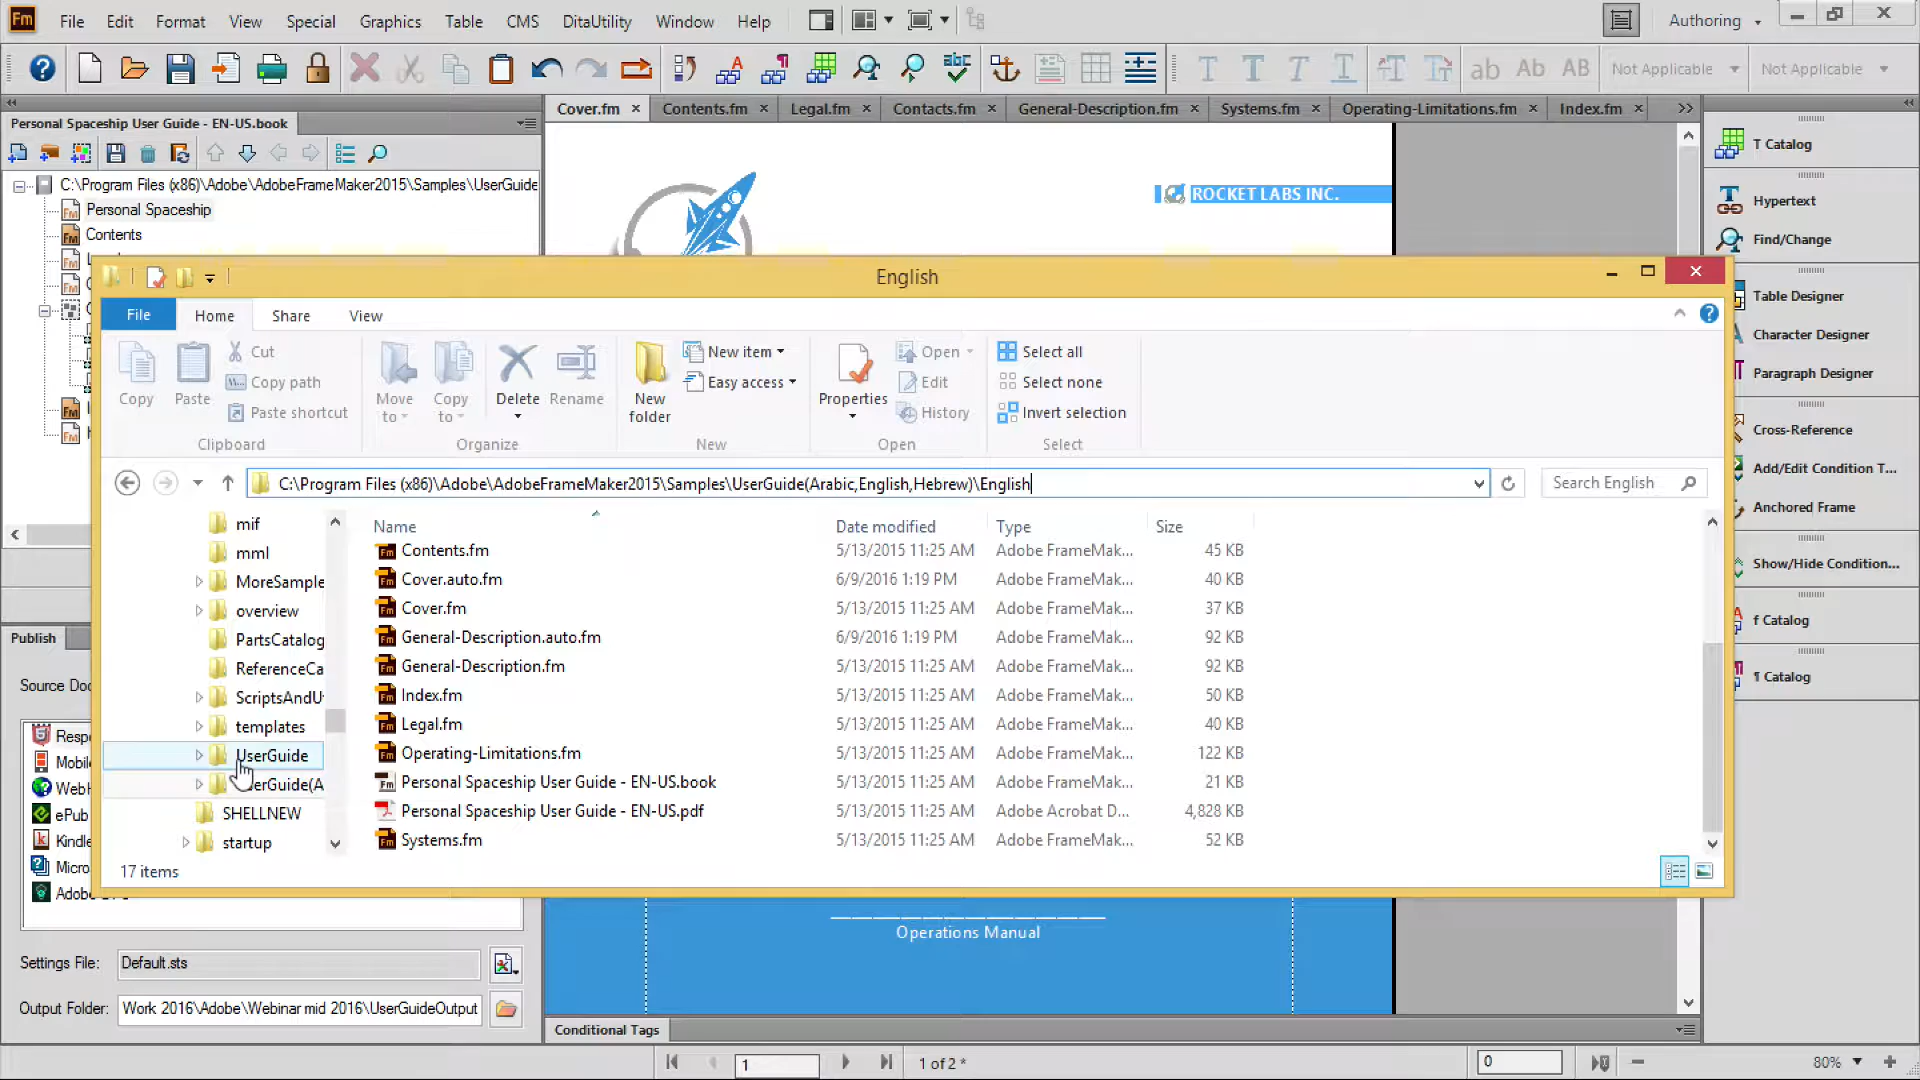 Fm File Edit Format View Special Graphics Table CMS DitaUtility Window Help Authoring
Not Applicable Not Applicable
Cover.fm Contents.fm Legal.fm Contacts.fm General-Description.fm Systems.fm Operating-Limitations.fm Index.fm
Personal Spaceship User Guide - EN-US.book
C:\Program Files (x86)\Adobe\AdobeFrameMaker2015\Samples\UserGuide
Personal Spaceship
Contents
ROCKET LABS INC.
T Catalog
Hypertext
Find/Change
Table Designer
Character Designer
Paragraph Designer
Cross-Reference
Add/Edit Condition T...
Anchored Frame
Show/Hide Condition...
f Catalog
¶ Catalog
English
File Home Share View
Copy
Paste
Cut
Copy path
Paste shortcut
Clipboard
Move to
Copy to
Delete
Rename
Organize
New folder
New item
Easy access
New
Properties
Open
Edit
History
Open
Select all
Select none
Invert selection
Select
C:\Program Files (x86)\Adobe\AdobeFrameMaker2015\Samples\UserGuide(Arabic,English,Hebrew)\English
Search English
mif
mml
MoreSample
overview
PartsCatalog
ReferenceCa
ScriptsAndU
templates
UserGuide
erGuide(A
SHELLNEW
startup
Name Date modified Type Size
Contents.fm 5/13/2015 11:25 AM Adobe FrameMak... 45 KB
Cover.auto.fm 6/9/2016 1:19 PM Adobe FrameMak... 40 KB
Cover.fm 5/13/2015 11:25 AM Adobe FrameMak... 37 KB
General-Description.auto.fm 6/9/2016 1:19 PM Adobe FrameMak... 92 KB
General-Description.fm 5/13/2015 11:25 AM Adobe FrameMak... 92 KB
Index.fm 5/13/2015 11:25 AM Adobe FrameMak... 50 KB
Legal.fm 5/13/2015 11:25 AM Adobe FrameMak... 40 KB
Operating-Limitations.fm 5/13/2015 11:25 AM Adobe FrameMak... 122 KB
Personal Spaceship User Guide - EN-US.book 5/13/2015 11:25 AM Adobe FrameMak... 21 KB
Personal Spaceship User Guide - EN-US.pdf 5/13/2015 11:25 AM Adobe Acrobat D... 4,828 KB
Systems.fm 5/13/2015 11:25 AM Adobe FrameMak... 52 KB
17 items
Publish
Source Doc
Resp
Mobil
WebH
ePub
Kindle
Micro
Adob
Settings File: Default.sts
Output Folder: Work 2016\Adobe\Webinar mid 2016\UserGuideOutput
Operations Manual
Conditional Tags
1 1 of 2 * 0 80%